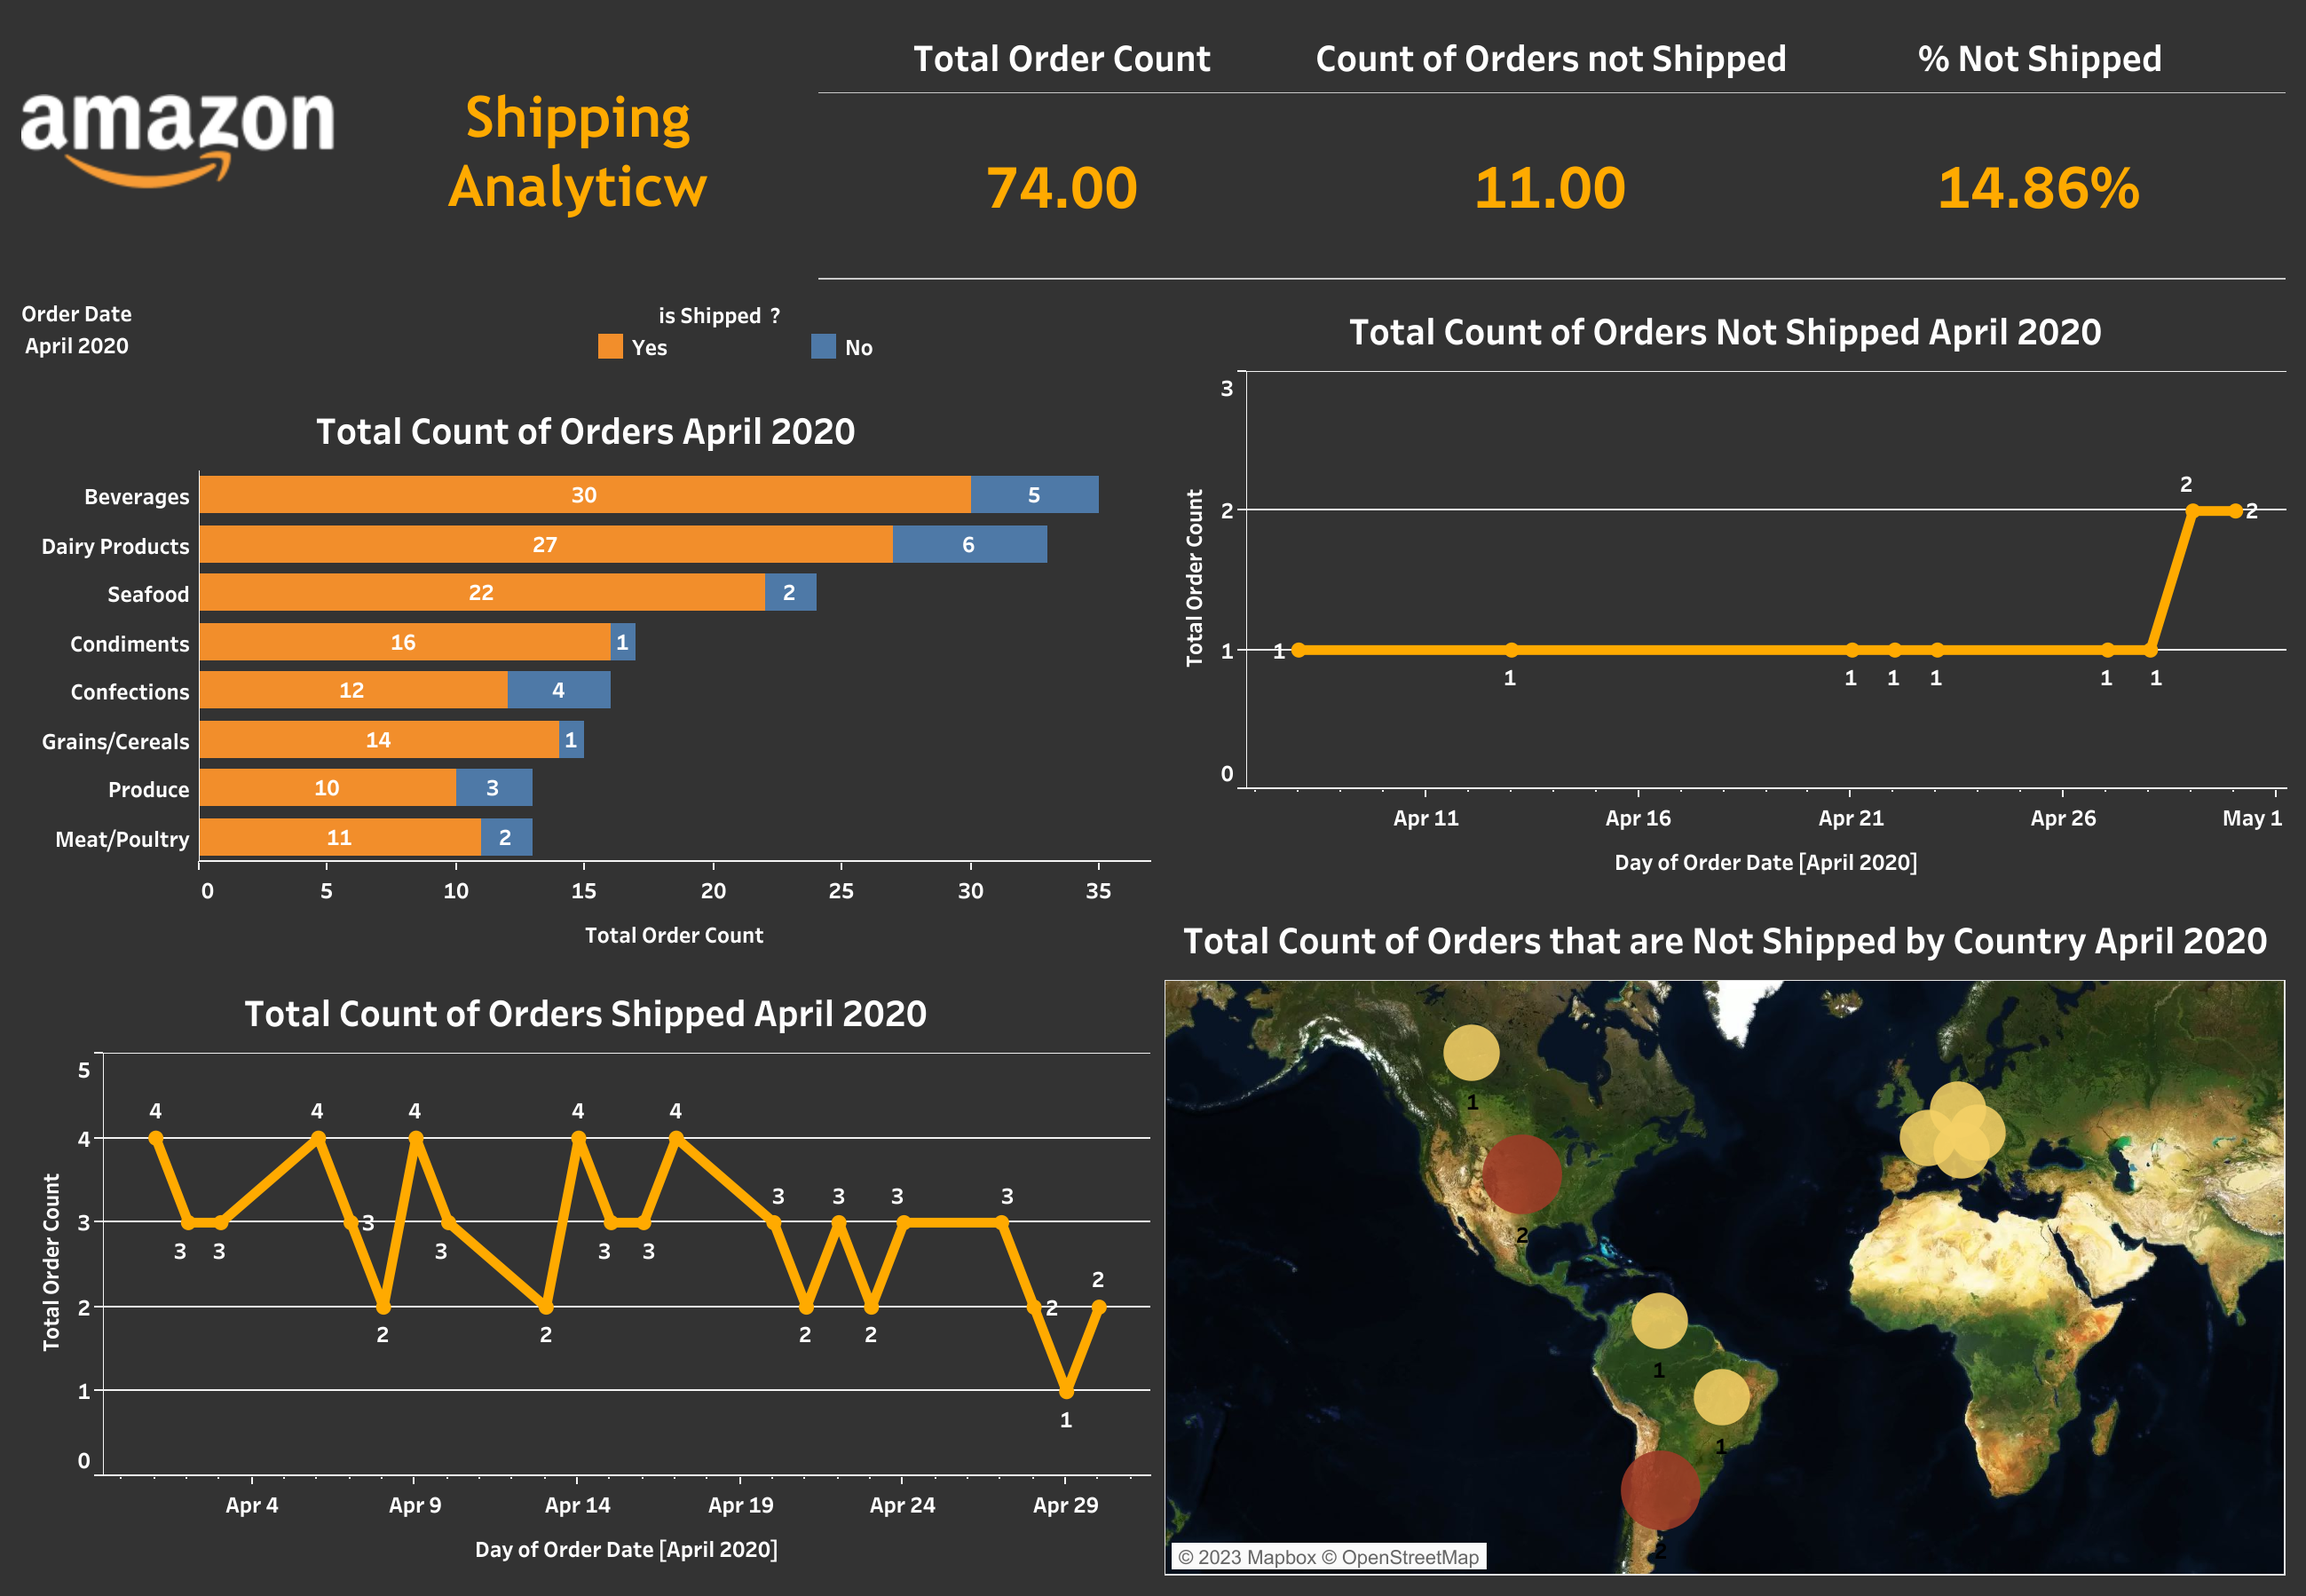 amazon
Shipping
Analyticw
Total Order Count
Count of Orders not Shipped
% Not Shipped
74.00
11.00
14.86%
Order Date
April 2020
is Shipped ?
Yes
No
Total Count of Orders April 2020
Beverages 30 5
Dairy Products 27 6
Seafood 22 2
Condiments 16 1
Confections 12 4
Grains/Cereals 14 1
Produce 10 3
Meat/Poultry 11 2
0 5 10 15 20 25 30 35
Total Order Count
Total Count of Orders Not Shipped April 2020
Total Order Count
3
2
1
0
2 2
1 1 1 1 1 1 1
Apr 11 Apr 16 Apr 21 Apr 26 May 1
Day of Order Date [April 2020]
Total Count of Orders Shipped April 2020
Total Order Count
5
4
3
2
1
0
4 3 3 4 3 2 4 3 2 4 3 3 4 3 2 3 2 3 3 2 1 2
Apr 4 Apr 9 Apr 14 Apr 19 Apr 24 Apr 29
Day of Order Date [April 2020]
Total Count of Orders that are Not Shipped by Country April 2020
1
2
1
1
2
© 2023 Mapbox © OpenStreetMap